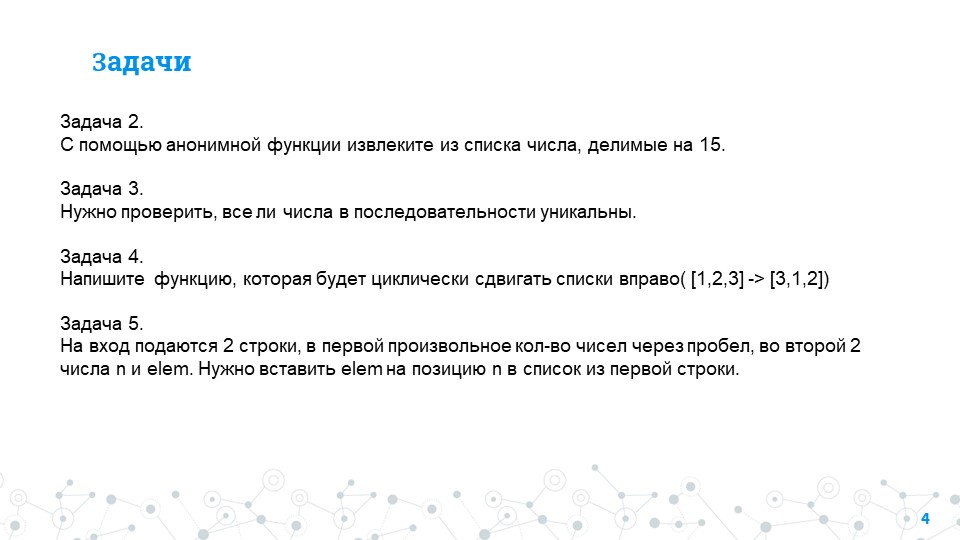 Задачи
Задача 2.
С помощью анонимной функции извлеките из списка числа, делимые на 15.
Задача 3.
Нужно проверить, все ли числа в последовательности уникальны.
Задача 4.
Напишите функцию, которая будет циклически сдвигать списки вправо( [1,2,3] -> [3,1,2])
Задача 5.
На вход подаются 2 строки, в первой произвольное кол-во чисел через пробел, во второй 2
числа n и elem. Нужно вставить elem на позицию n в список из первой строки.
4